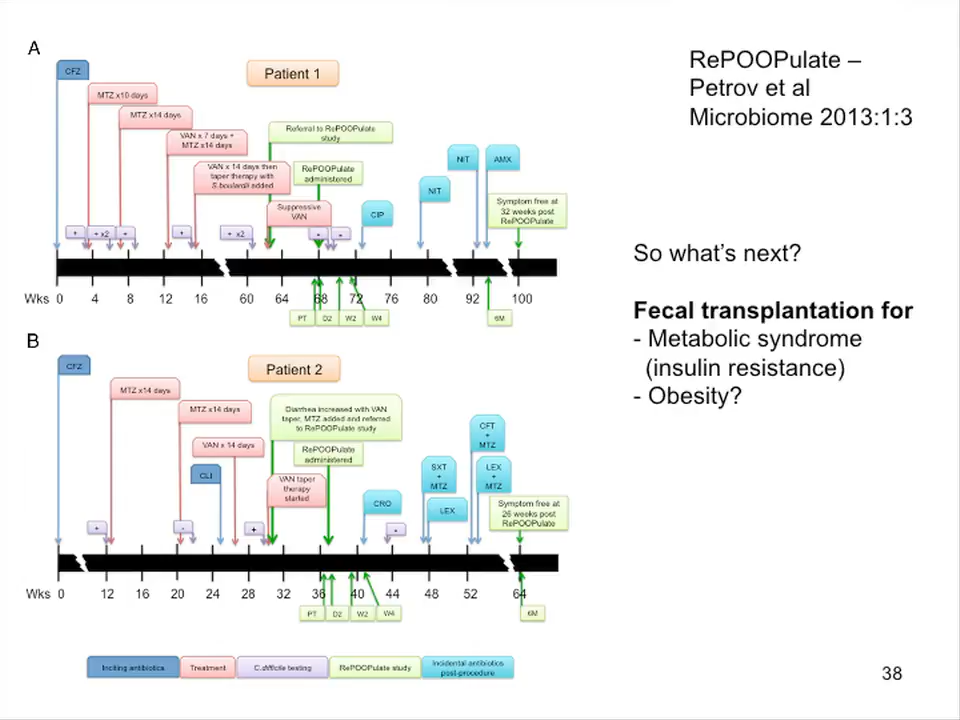 A
CFZ
Patient 1
MTZ x10 days
MTZ x14 days
VAN x 7 days +
MTZ x14 days
VAN x 14 days then
taper therapy with
S.boulardii added
Referral to RePOOPulate
study
RePOOPulate
administered
Suppressive
VAN
CIP
NIT
NIT
AMX
Symptom free at
32 weeks post
RePOOPulate
+
+ x2
-
+
+ x2
-
-
Wks 0 4 8 12 16 60 64 68 72 76 80 92 100
PT D2 W2 W4 6M
B
CFZ
Patient 2
MTZ x14 days
MTZ x14 days
VAN x 14 days
CLI
Diarrhea increased with VAN
taper, MTZ added and referred
to RePOOPulate study
RePOOPulate
administered
VAN taper
therapy
started
CRO
SXT
+
MTZ
LEX
CFT
+
MTZ
LEX
+
MTZ
Symptom free at
26 weeks post
RePOOPulate
+
-
+
-
Wks 0 12 16 20 24 28 32 36 40 44 48 52 64
PT D2 W2 W4 6M
Inciting antibiotics
Treatment
C.difficile testing
RePOOPulate study
Incidental antibiotics
post-procedure
RePOOPulate –
Petrov et al
Microbiome 2013:1:3
So what's next?
Fecal transplantation for
- Metabolic syndrome
(insulin resistance)
- Obesity?
38